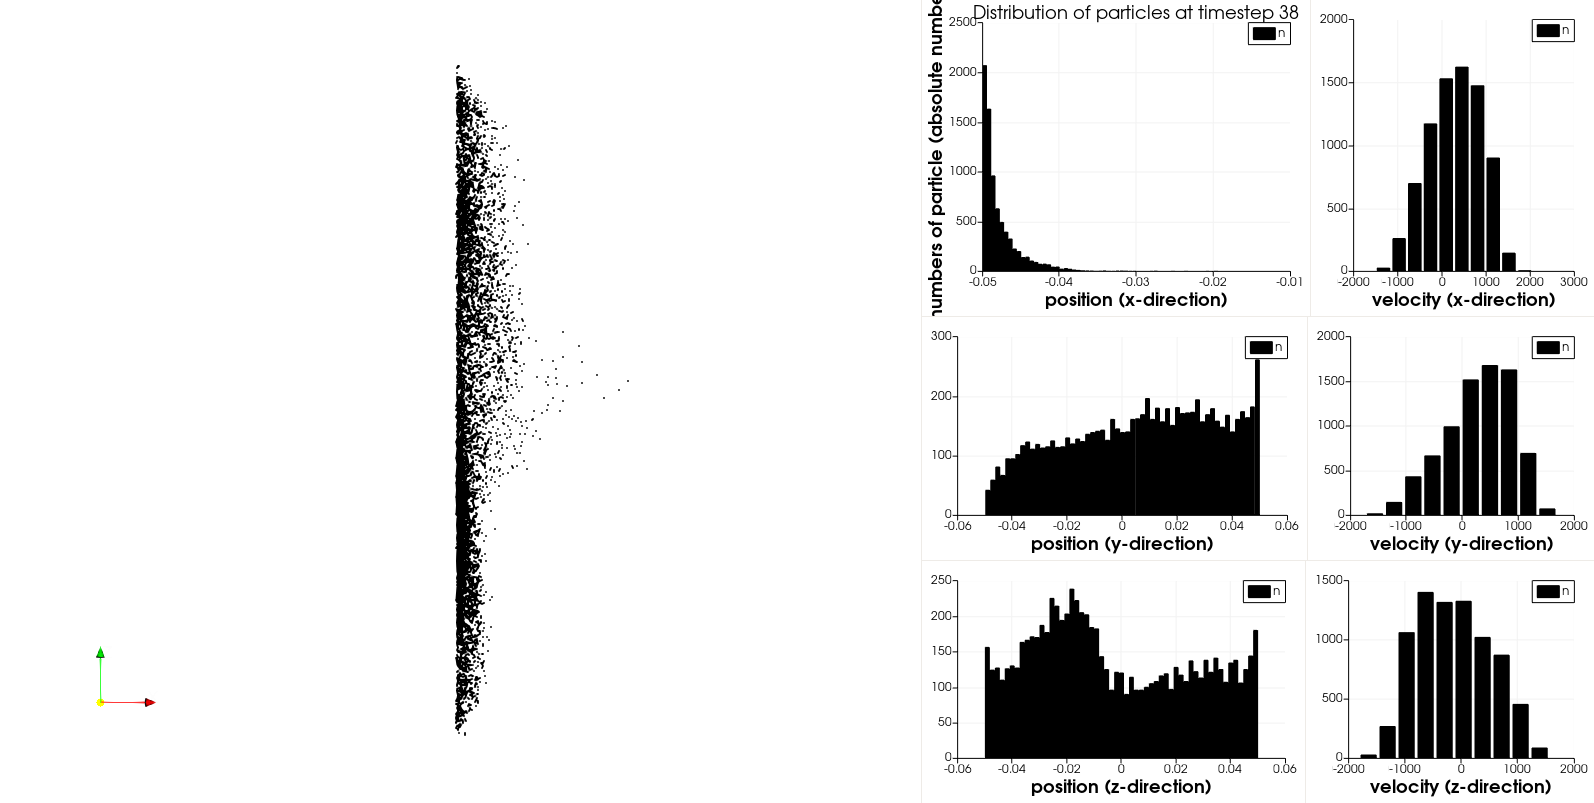 Distribution of particles at timestep 38
numbers of particle (absolute numbe
2500
2000
1500
1000
500
0
-0.05 -0.04 -0.03 -0.02 -0.01
position (x-direction)
n
2000
1500
1000
500
0
-2000 -1000 0 1000 2000 3000
velocity (x-direction)
n
300
200
100
0
-0.06 -0.04 -0.02 0 0.02 0.04 0.06
position (y-direction)
n
2000
1500
1000
500
0
-2000 -1000 0 1000 2000
velocity (y-direction)
n
250
200
150
100
50
0
-0.06 -0.04 -0.02 0 0.02 0.04 0.06
position (z-direction)
n
1500
1000
500
0
-2000 -1000 0 1000 2000
velocity (z-direction)
n